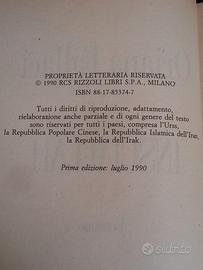 PROPRIETÀ LETTERARIA RISERVATA
© 1990 RCS RIZZOLI LIBRI S.P.A., MILANO
ISBN 88-17-85374-7
Tutti i diritti di riproduzione, adattamento,
rielaborazione anche parziale e di ogni genere del testo
sono riservati per tutti i paesi, compresa l'Urss,
la Repubblica Popolare Cinese, la Repubblica Islamica dell'Iran,
la Repubblica dell'Irak.
Prima edizione: luglio 1990
subito